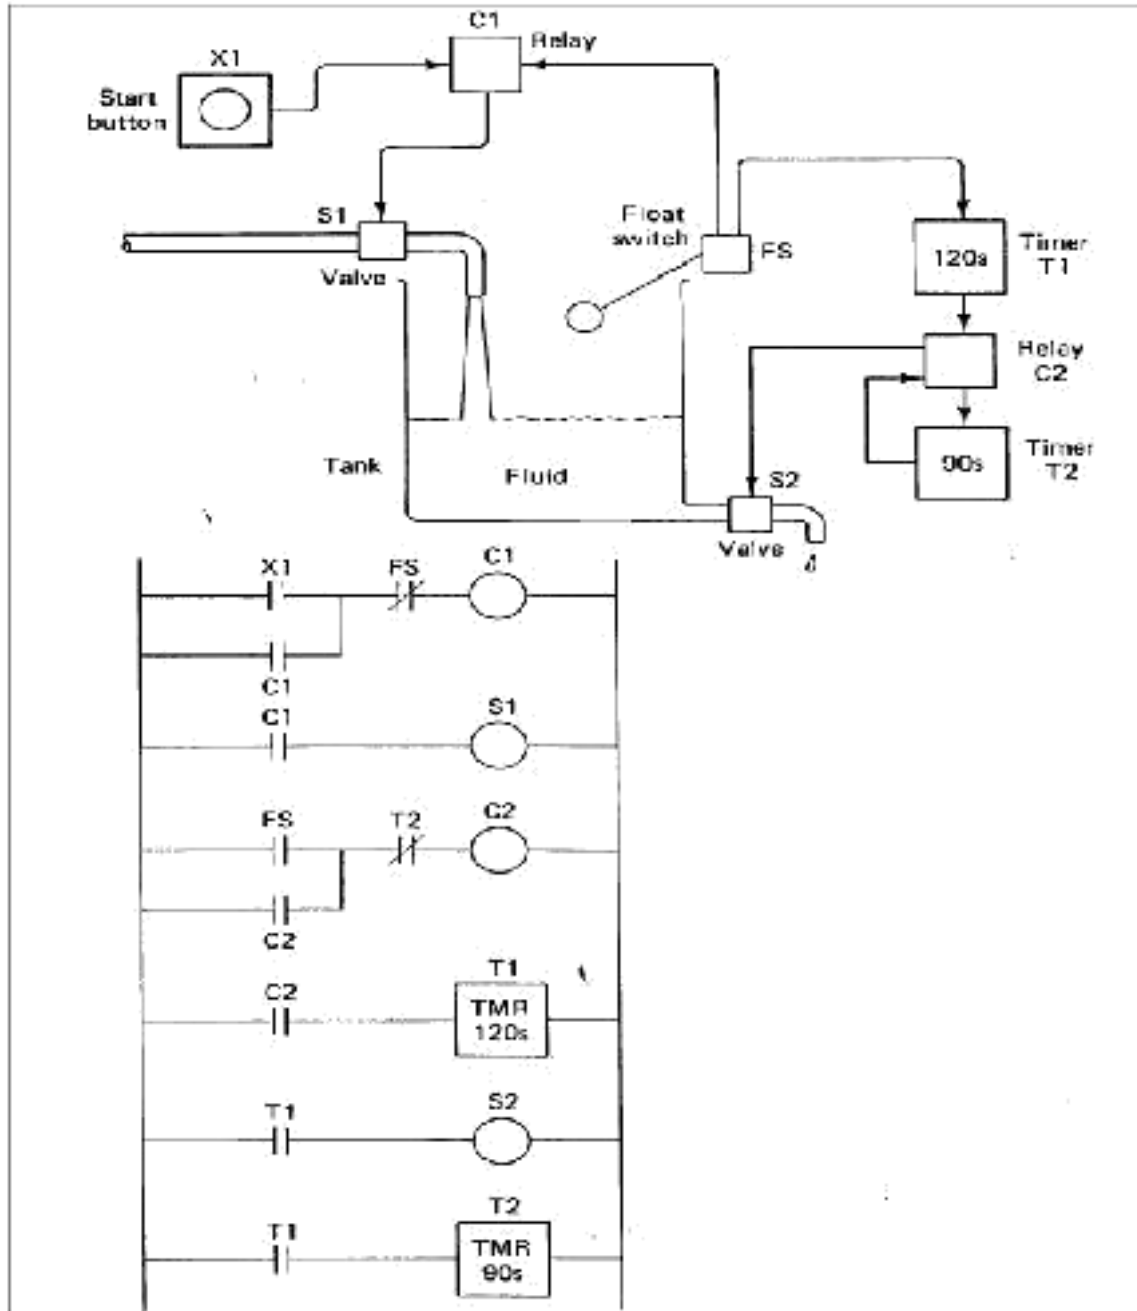 C1
Relay
X1
Start
button
S1
Valve
Float
switch
FS
120s
Timer
T1
Relay
C2
90s
Timer
T2
Tank
Fluid
S2
Valve
X1
FS
C1
C1
C1
S1
FS
T2
C2
C2
C2
T1
TMR
120s
T1
S2
T1
T2
TMR
90s